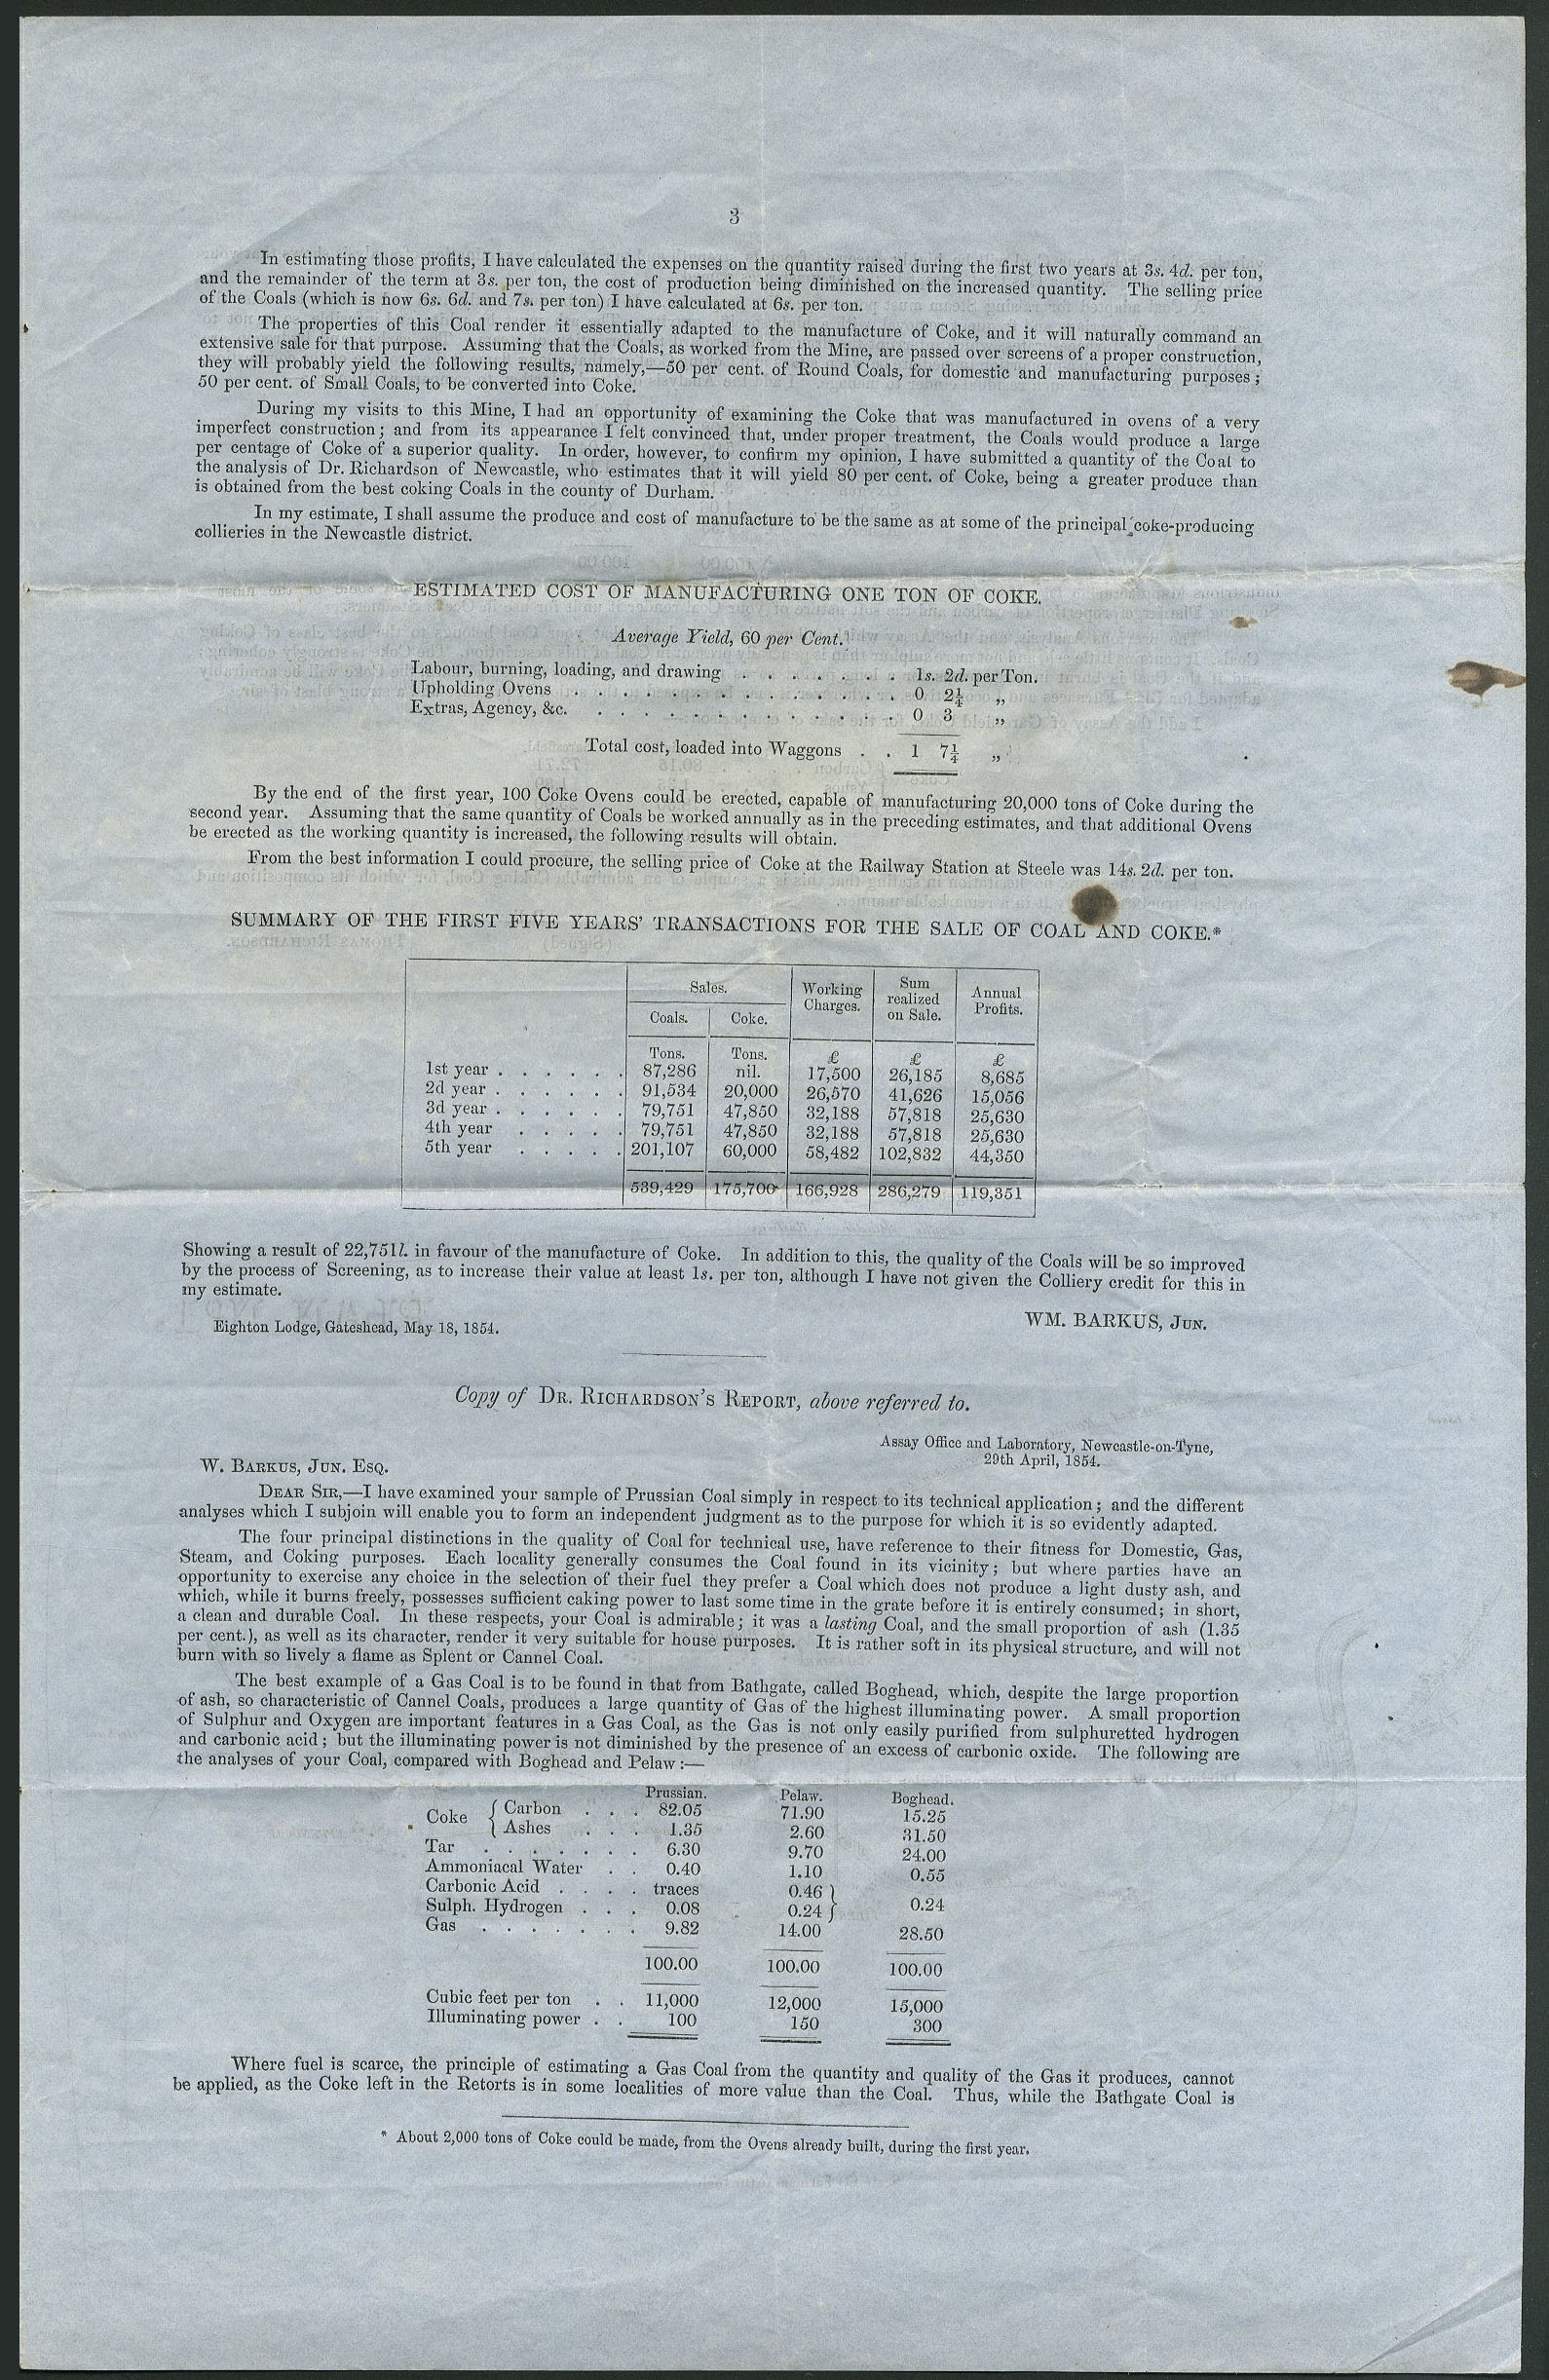 3
In estimating those profits, I have calculated the expenses on the quantity raised during the first two years at 3s. 4d. per ton,
and the remainder of the term at 3s. per ton, the cost of production being diminished on the increased quantity. The selling price
of the Coals (which is now 6s. 6d. and 7s. per ton) I have calculated at 6s. per ton.
The properties of this Coal render it essentially adapted to the manufacture of Coke, and it will naturally command an
extensive sale for that purpose. Assuming that the Coals, as worked from the Mine, are passed over screens of a proper construction,
they will probably yield the following results, namely,—50 per cent. of Round Coals, for domestic and manufacturing purposes;
50 per cent. of Small Coals, to be converted into Coke.
During my visits to this Mine, I had an opportunity of examining the Coke that was manufactured in ovens of a very
imperfect construction; and from its appearance I felt convinced that, under proper treatment, the Coals would produce a large
per centage of Coke of a superior quality. In order, however, to confirm my opinion, I have submitted a quantity of the Coal to
the analysis of Dr. Richardson of Newcastle, who estimates that it will yield 80 per cent. of Coke, being a greater produce than
is obtained from the best coking Coals in the county of Durham.
In my estimate, I shall assume the produce and cost of manufacture to be the same as at some of the principal coke-producing
collieries in the Newcastle district.
ESTIMATED COST OF MANUFACTURING ONE TON OF COKE.
Average Yield, 60 per Cent.
Labour, burning, loading, and drawing . . . . . . . . 1s. 2d. per Ton.
Upholding Ovens . . . . . . . . . . . . . . 0 2¼ „
Extras, Agency, &c. . . . . . . . . . . . . . 0 3 „
Total cost, loaded into Waggons . . 1 7¼ „
By the end of the first year, 100 Coke Ovens could be erected, capable of manufacturing 20,000 tons of Coke during the
second year. Assuming that the same quantity of Coals be worked annually as in the preceding estimates, and that additional Ovens
be erected as the working quantity is increased, the following results will obtain.
From the best information I could procure, the selling price of Coke at the Railway Station at Steele was 14s. 2d. per ton.
SUMMARY OF THE FIRST FIVE YEARS' TRANSACTIONS FOR THE SALE OF COAL AND COKE.*
Sales. Working Charges. Sum realized on Sale. Annual Profits.
Coals. Coke.
Tons. Tons. £ £ £
1st year . . . . . . 87,286 nil. 17,500 26,185 8,685
2d year . . . . . . 91,534 20,000 26,570 41,626 15,056
3d year . . . . . . 79,751 47,850 32,188 57,818 25,630
4th year . . . . . 79,751 47,850 32,188 57,818 25,630
5th year . . . . . 201,107 60,000 58,482 102,832 44,350
539,429 175,700 166,928 286,279 119,351
Showing a result of 22,751l. in favour of the manufacture of Coke. In addition to this, the quality of the Coals will be so improved
by the process of Screening, as to increase their value at least 1s. per ton, although I have not given the Colliery credit for this in
my estimate.
WM. BARKUS, JUN.
Eighton Lodge, Gateshead, May 18, 1854.
Copy of DR. RICHARDSON'S REPORT, above referred to.
Assay Office and Laboratory, Newcastle-on-Tyne,
29th April, 1854.
W. BARKUS, JUN. ESQ.
DEAR SIR,—I have examined your sample of Prussian Coal simply in respect to its technical application; and the different
analyses which I subjoin will enable you to form an independent judgment as to the purpose for which it is so evidently adapted.
The four principal distinctions in the quality of Coal for technical use, have reference to their fitness for Domestic, Gas,
Steam, and Coking purposes. Each locality generally consumes the Coal found in its vicinity; but where parties have an
opportunity to exercise any choice in the selection of their fuel they prefer a Coal which does not produce a light dusty ash, and
which, while it burns freely, possesses sufficient caking power to last some time in the grate before it is entirely consumed; in short,
a clean and durable Coal. In these respects, your Coal is admirable; it was a lasting Coal, and the small proportion of ash (1.35
per cent.), as well as its character, render it very suitable for house purposes. It is rather soft in its physical structure, and will not
burn with so lively a flame as Splent or Cannel Coal.
The best example of a Gas Coal is to be found in that from Bathgate, called Boghead, which, despite the large proportion
of ash, so characteristic of Cannel Coals, produces a large quantity of Gas of the highest illuminating power. A small proportion
of Sulphur and Oxygen are important features in a Gas Coal, as the Gas is not only easily purified from sulphuretted hydrogen
and carbonic acid; but the illuminating power is not diminished by the presence of an excess of carbonic oxide. The following are
the analyses of your Coal, compared with Boghead and Pelaw:—
Prussian. Pelaw. Boghead.
Coke { Carbon . . . 82.05 71.90 15.25
Ashes . . . 1.35 2.60 31.50
Tar . . . . . . . 6.30 9.70 24.00
Ammoniacal Water . . 0.40 1.10 0.55
Carbonic Acid . . . . traces 0.46 }
Sulph. Hydrogen . . . 0.08 0.24 } 0.24
Gas . . . . . . . 9.82 14.00 28.50
100.00 100.00 100.00
Cubic feet per ton . . 11,000 12,000 15,000
Illuminating power . . 100 150 300
Where fuel is scarce, the principle of estimating a Gas Coal from the quantity and quality of the Gas it produces, cannot
be applied, as the Coke left in the Retorts is in some localities of more value than the Coal. Thus, while the Bathgate Coal is
* About 2,000 tons of Coke could be made, from the Ovens already built, during the first year.